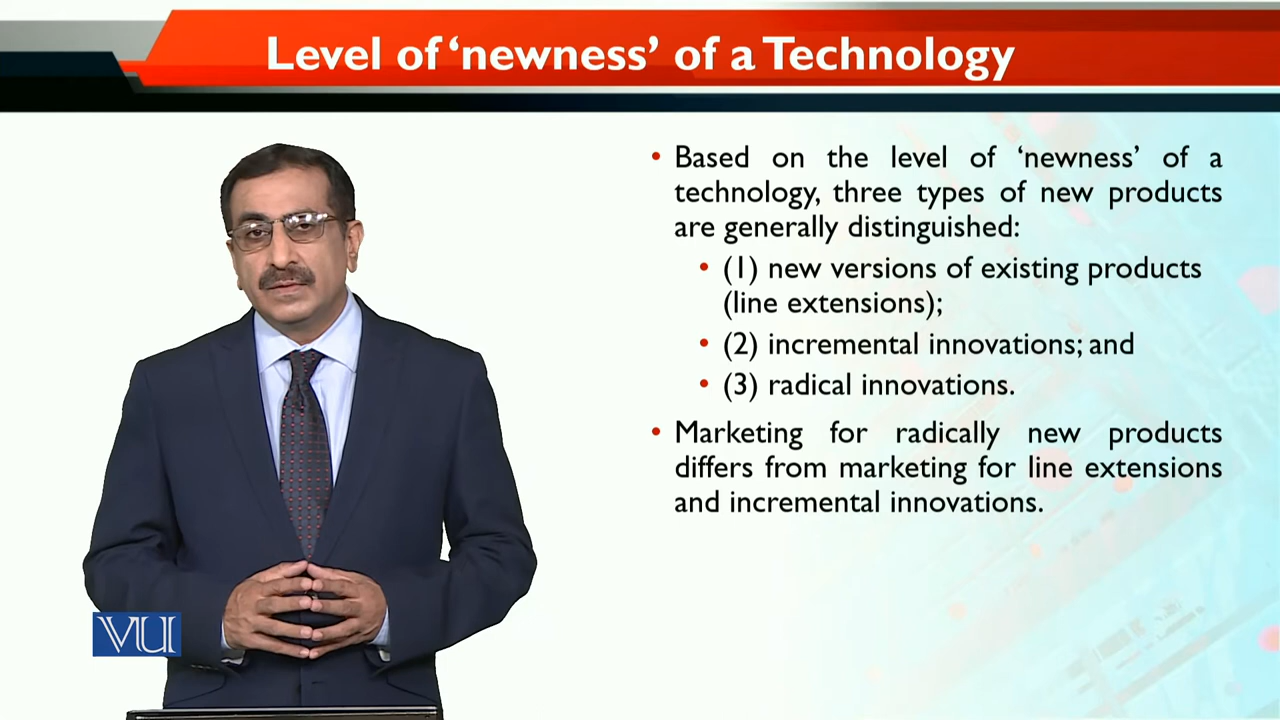 Level of ‘newness’ of a Technology
• Based on the level of ‘newness’ of a
technology, three types of new products
are generally distinguished:
• (1) new versions of existing products
(line extensions);
• (2) incremental innovations; and
• (3) radical innovations.
• Marketing for radically new products
differs from marketing for line extensions
and incremental innovations.
VU